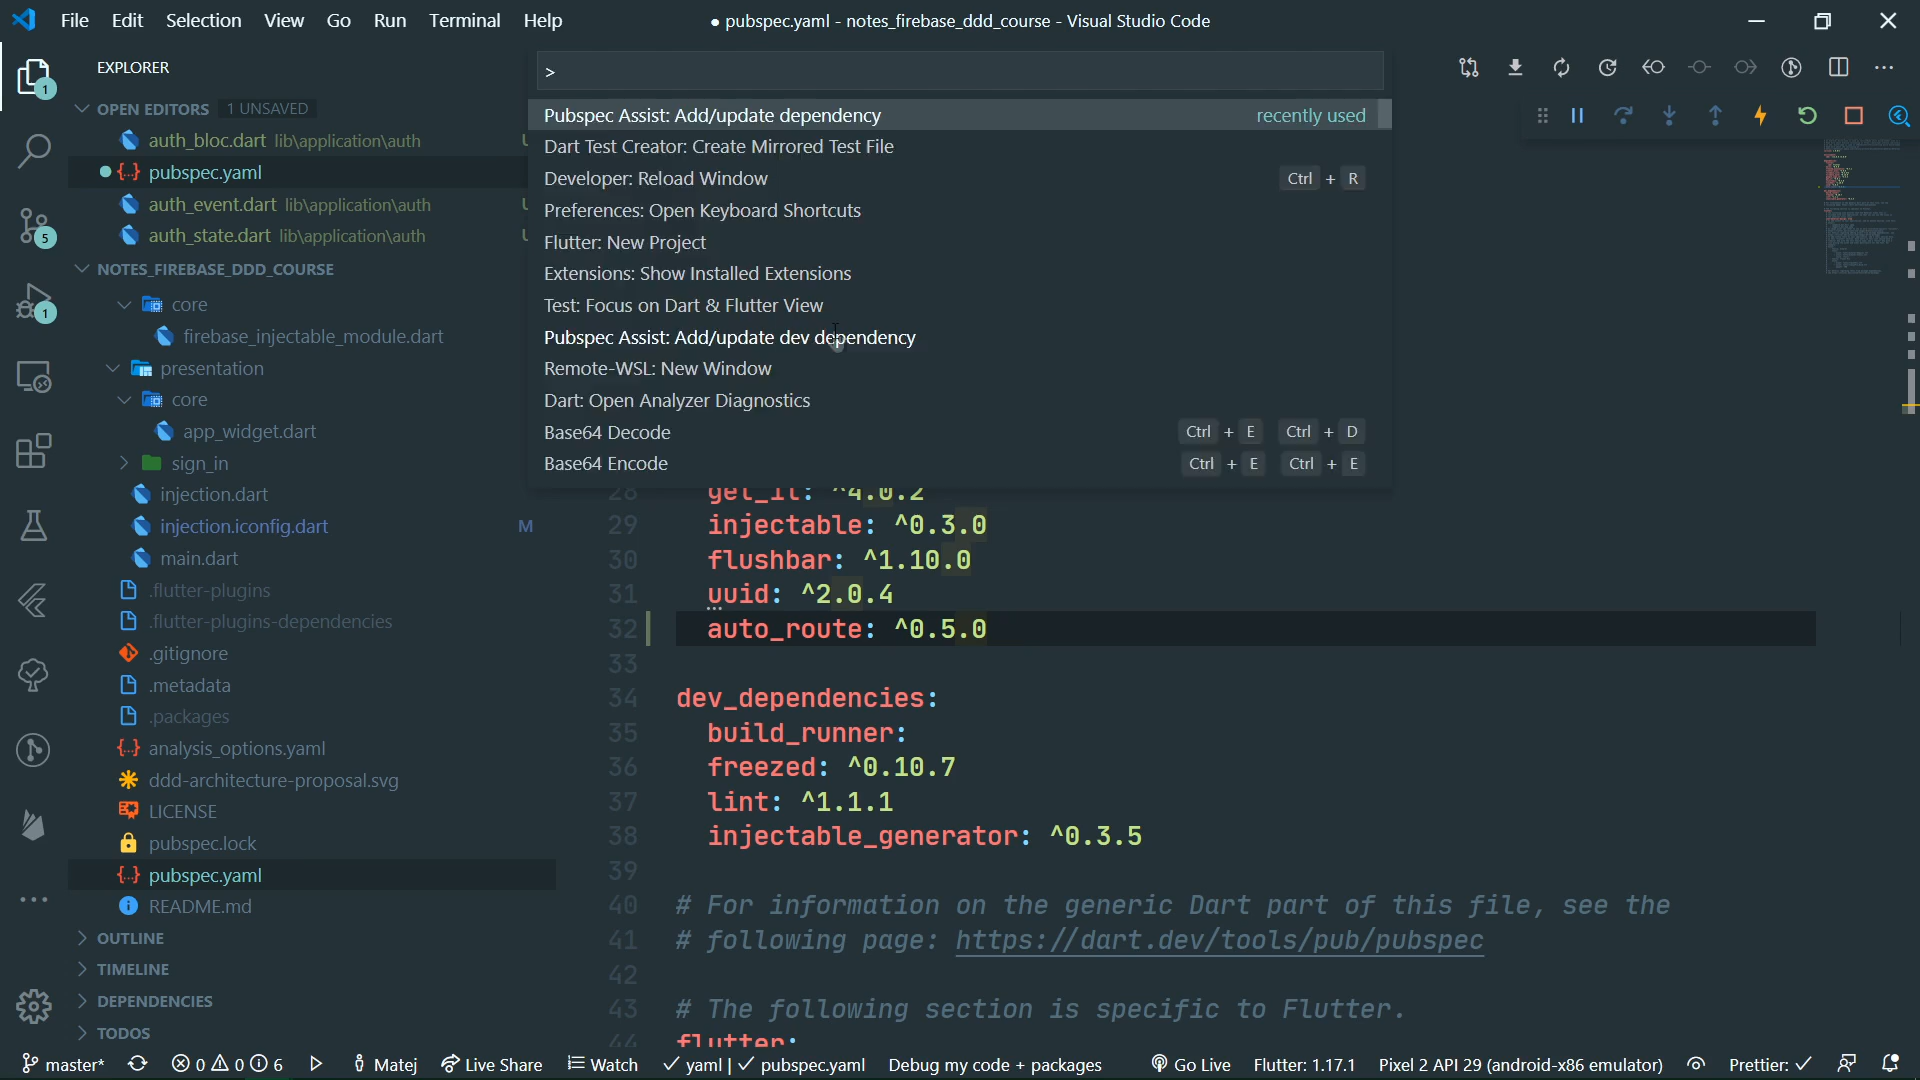 File Edit Selection View Go Run Terminal Help
● pubspec.yaml - notes_firebase_ddd_course - Visual Studio Code
EXPLORER
OPEN EDITORS 1 UNSAVED
auth_bloc.dart lib\application\auth U
pubspec.yaml
auth_event.dart lib\application\auth U
auth_state.dart lib\application\auth U
NOTES_FIREBASE_DDD_COURSE
core
firebase_injectable_module.dart
presentation
core
app_widget.dart
sign_in
injection.dart
injection.iconfig.dart M
main.dart
.flutter-plugins
.flutter-plugins-dependencies
.gitignore
.metadata
.packages
analysis_options.yaml
ddd-architecture-proposal.svg
LICENSE
pubspec.lock
pubspec.yaml
README.md
OUTLINE
TIMELINE
DEPENDENCIES
TODOS
1
5
1
>
Pubspec Assist: Add/update dependency recently used
Dart Test Creator: Create Mirrored Test File
Developer: Reload Window Ctrl + R
Preferences: Open Keyboard Shortcuts
Flutter: New Project
Extensions: Show Installed Extensions
Test: Focus on Dart & Flutter View
Pubspec Assist: Add/update dev dependency
Remote-WSL: New Window
Dart: Open Analyzer Diagnostics
Base64 Decode Ctrl + E Ctrl + D
Base64 Encode Ctrl + E Ctrl + E
28 get_it: ^4.0.2
29 injectable: ^0.3.0
30 flushbar: ^1.10.0
31 uuid: ^2.0.4
32 auto_route: ^0.5.0
33
34 dev_dependencies:
35 build_runner:
36 freezed: ^0.10.7
37 lint: ^1.1.1
38 injectable_generator: ^0.3.5
39
40 # For information on the generic Dart part of this file, see the
41 # following page: https://dart.dev/tools/pub/pubspec
42
43 # The following section is specific to Flutter.
44 flutter:
master* 0 0 6 Matej Live Share Watch yaml | pubspec.yaml Debug my code + packages Go Live Flutter: 1.17.1 Pixel 2 API 29 (android-x86 emulator) Prettier: